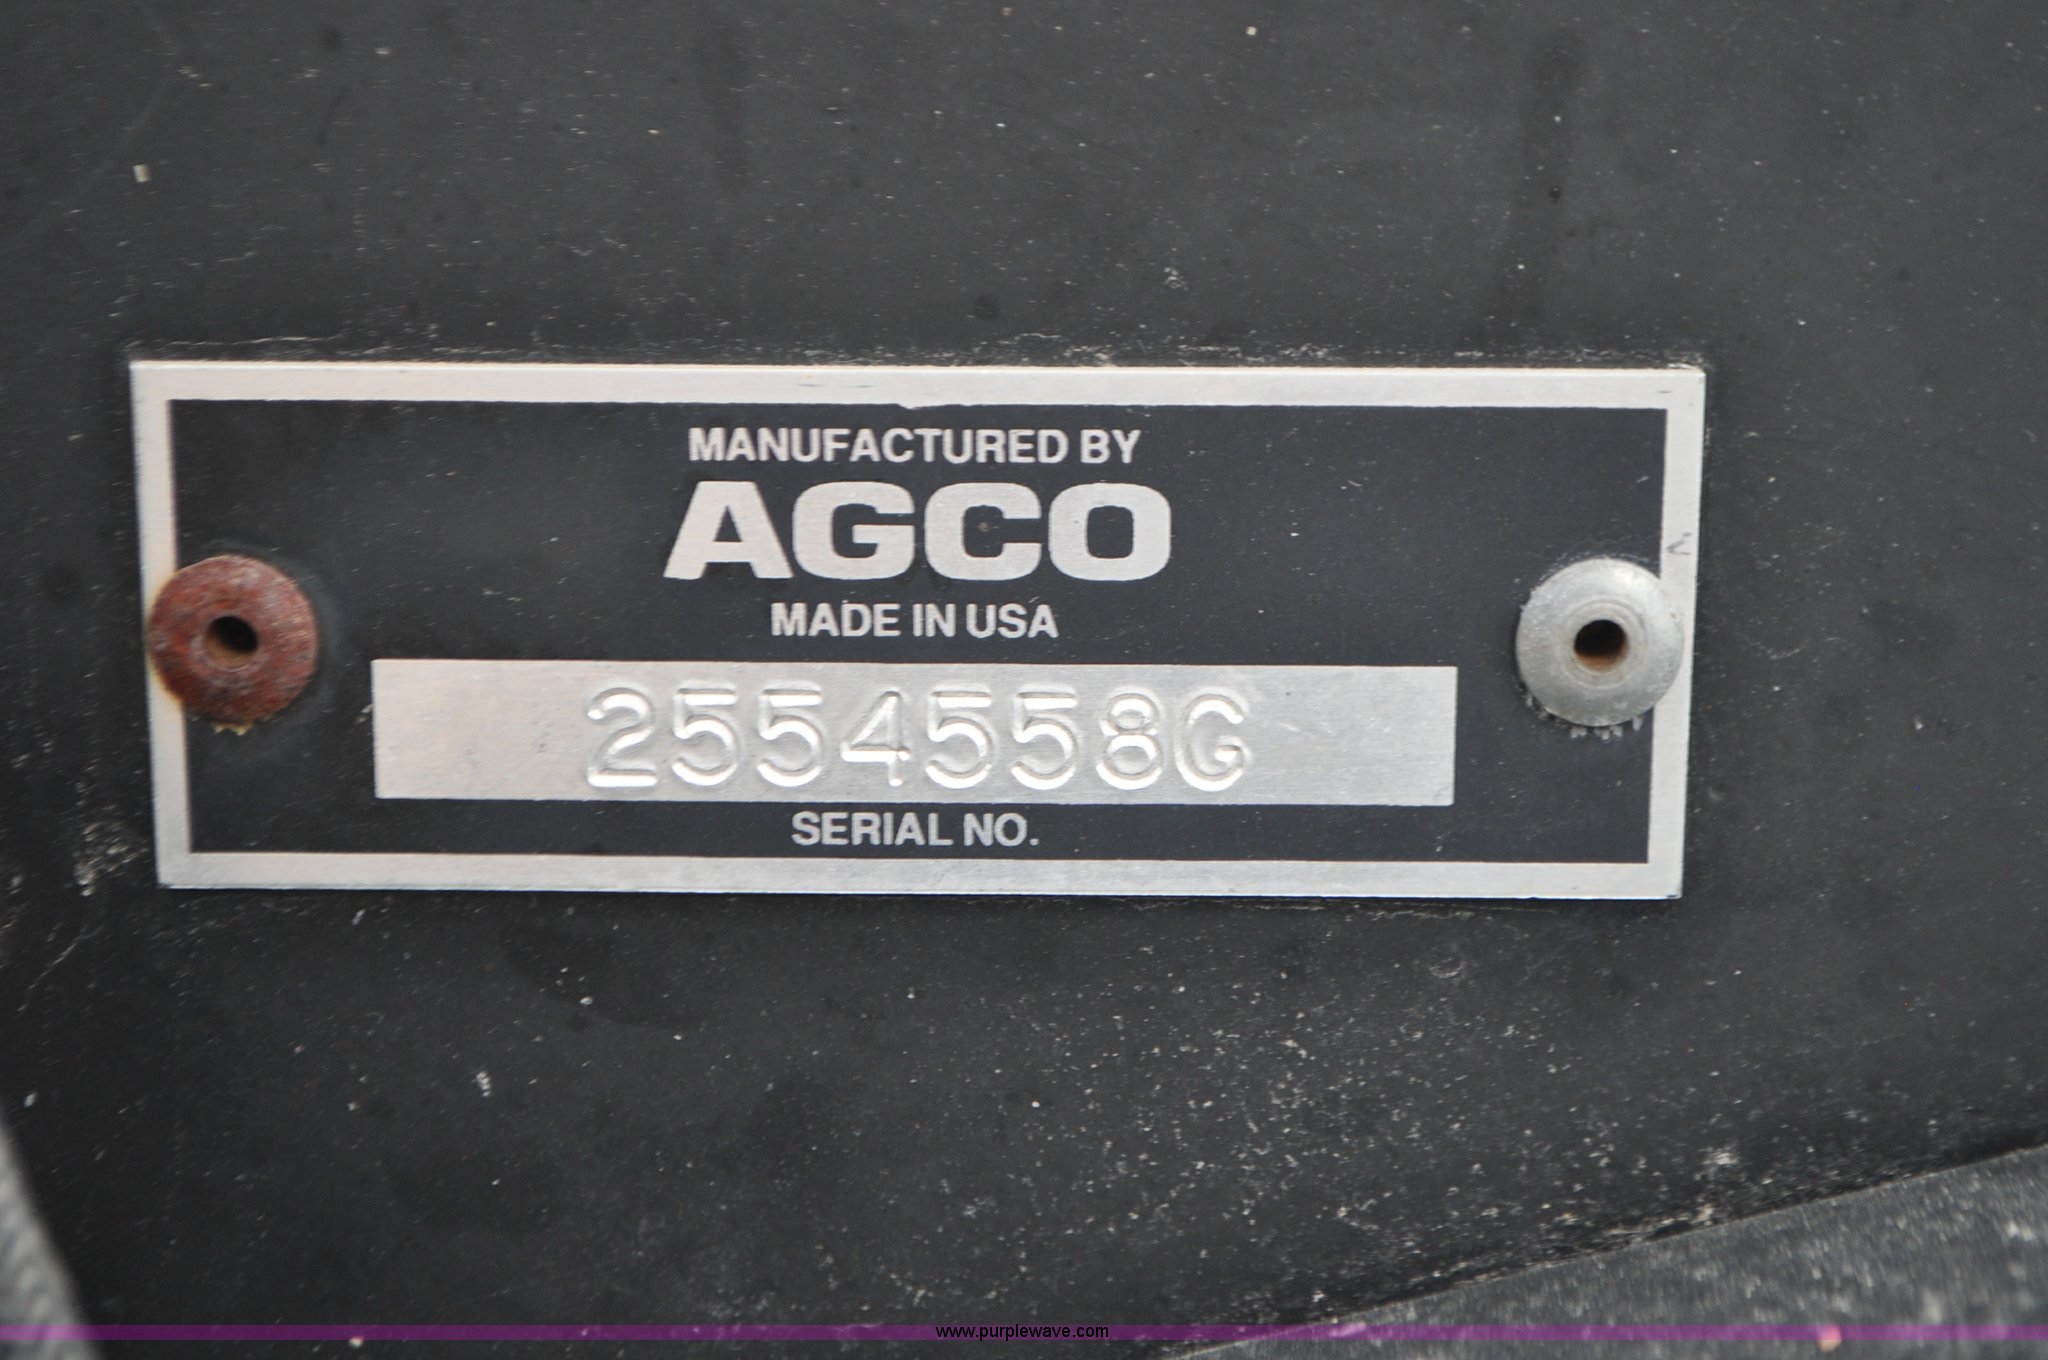 MANUFACTURED BY
AGCO
MADE IN USA
2554558G
SERIAL NO.
www.purplewave.com